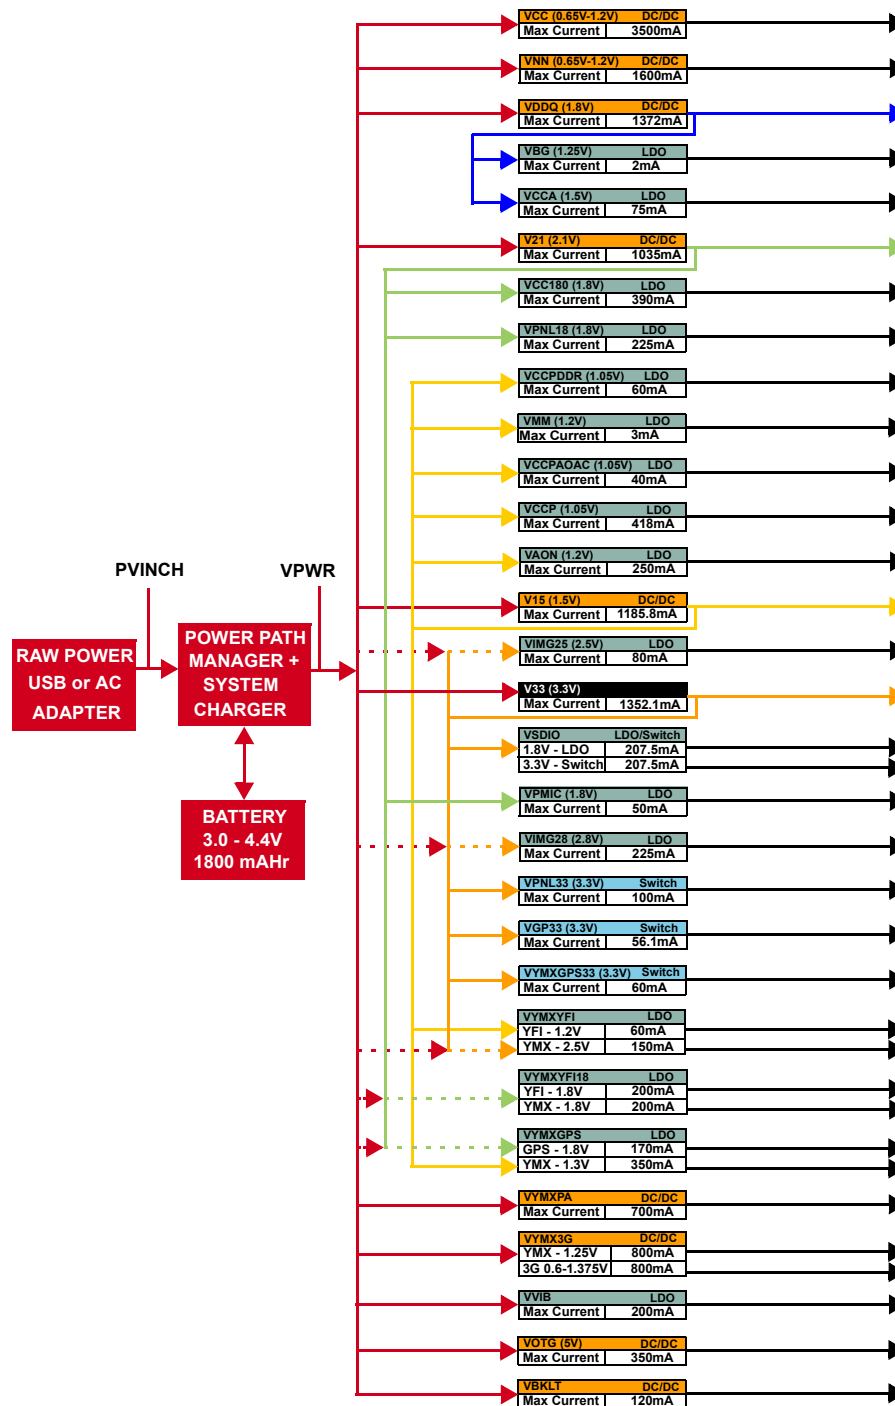 VCC (0.65V-1.2V) DC/DC
Max Current 3500mA
VNN (0.65V-1.2V) DC/DC
Max Current 1600mA
VDDQ (1.8V) DC/DC
Max Current 1372mA
VBG (1.25V) LDO
Max Current 2mA
VCCA (1.5V) LDO
Max Current 75mA
V21 (2.1V) DC/DC
Max Current 1035mA
VCC180 (1.8V) LDO
Max Current 390mA
VPNL18 (1.8V) LDO
Max Current 225mA
VCCPDDR (1.05V) LDO
Max Current 60mA
VMM (1.2V) LDO
Max Current 3mA
VCCPAOAC (1.05V) LDO
Max Current 40mA
VCCP (1.05V) LDO
Max Current 418mA
VAON (1.2V) LDO
Max Current 250mA
PVINCH
VPWR
V15 (1.5V) DC/DC
Max Current 1185.8mA
RAW POWER
USB or AC
ADAPTER
POWER PATH
MANAGER +
SYSTEM
CHARGER
VIMG25 (2.5V) LDO
Max Current 80mA
V33 (3.3V)
Max Current 1352.1mA
VSDIO LDO/Switch
1.8V - LDO 207.5mA
3.3V - Switch 207.5mA
VPMIC (1.8V) LDO
Max Current 50mA
BATTERY
3.0 - 4.4V
1800 mAHr
VIMG28 (2.8V) LDO
Max Current 225mA
VPNL33 (3.3V) Switch
Max Current 100mA
VGP33 (3.3V) Switch
Max Current 56.1mA
VYMXGPS33 (3.3V) Switch
Max Current 60mA
VYMXYFI LDO
YFI - 1.2V 60mA
YMX - 2.5V 150mA
VYMXYFI18 LDO
YFI - 1.8V 200mA
YMX - 1.8V 200mA
VYMXGPS LDO
GPS - 1.8V 170mA
YMX - 1.3V 350mA
VYMXPA DC/DC
Max Current 700mA
VYMX3G DC/DC
YMX - 1.25V 800mA
3G 0.6-1.375V 800mA
VVIB LDO
Max Current 200mA
VOTG (5V) DC/DC
Max Current 350mA
VBKLT DC/DC
Max Current 120mA